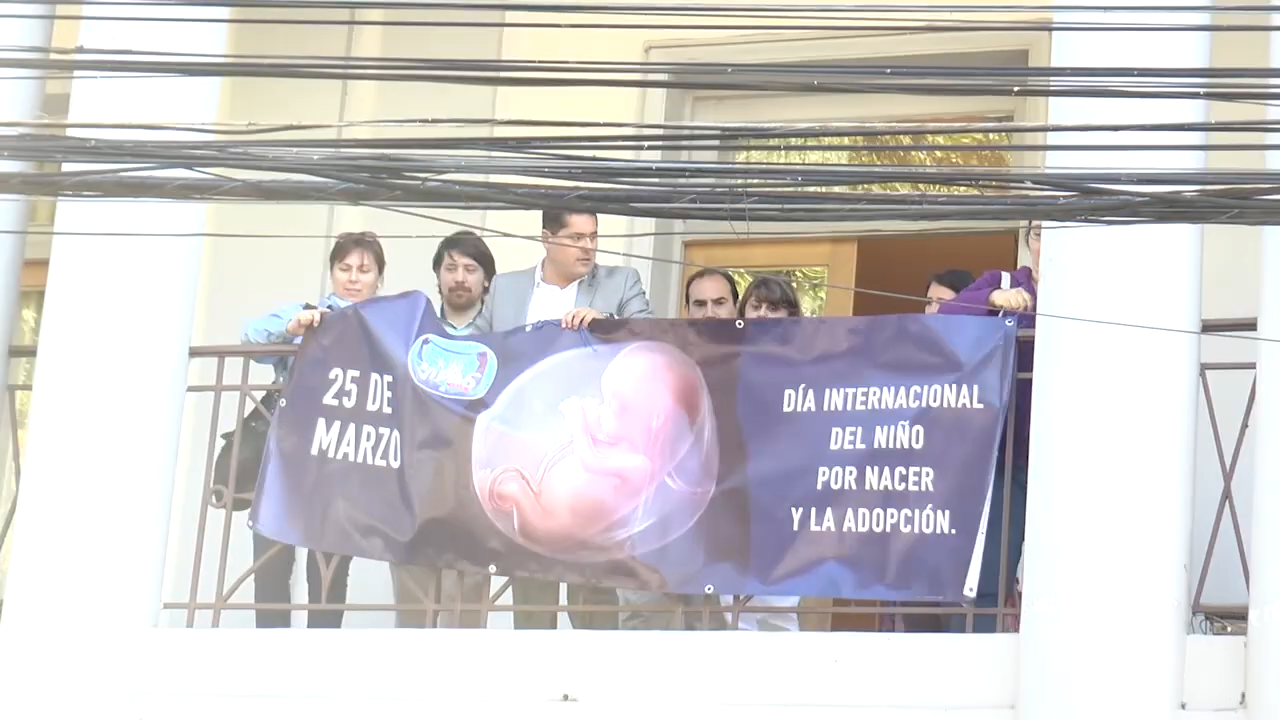 25 DE
MARZO
DÍA INTERNACIONAL
DEL NIÑO
POR NACER
Y LA ADOPCIÓN.